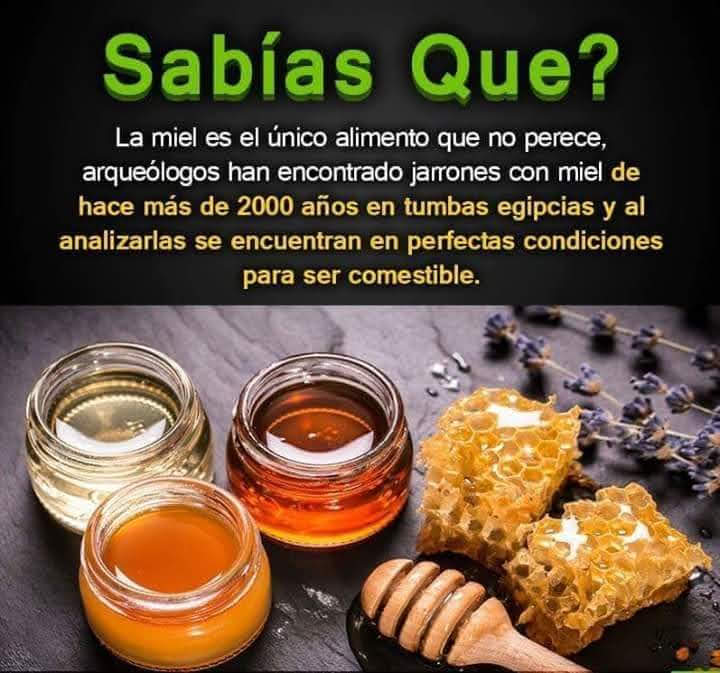 Sabías Que?
La miel es el único alimento que no perece,
arqueólogos han encontrado jarrones con miel de
hace más de 2000 años en tumbas egipcias y al
analizarlas se encuentran en perfectas condiciones
para ser comestible.